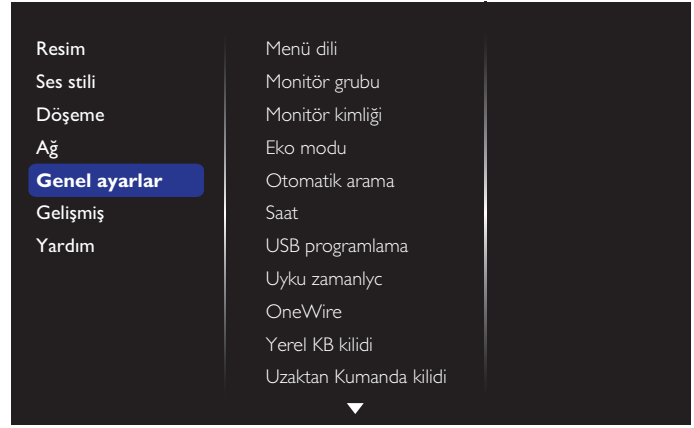 Resim
Ses stili
Döşeme
Ağ
Genel ayarlar
Gelişmiş
Yardım
Menü dili
Monitör grubu
Monitör kimliği
Eko modu
Otomatik arama
Saat
USB programlama
Uyku zamanlyc
OneWire
Yerel KB kilidi
Uzaktan Kumanda kilidi